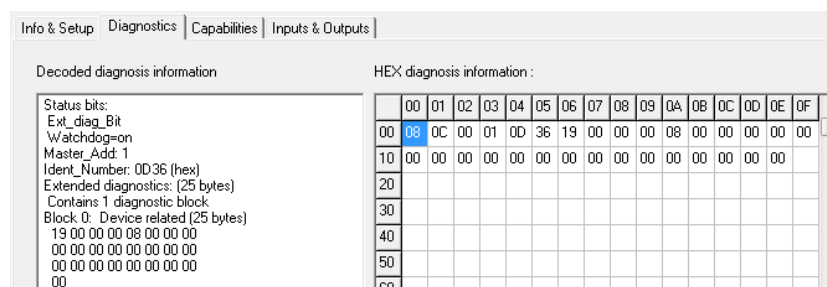 Info & Setup Diagnostics Capabilities Inputs & Outputs
Decoded diagnosis information
Status bits:
Ext_diag_Bit
Watchdog=on
Master_Add: 1
Ident_Number: 0D36 (hex)
Extended diagnostics: (25 bytes)
Contains 1 diagnostic block
Block 0: Device related (25 bytes)
19 00 00 00 08 00 00 00
00 00 00 00 00 00 00 00
00 00 00 00 00 00 00 00
00
HEX diagnosis information :
00 01 02 03 04 05 06 07 08 09 0A 0B 0C 0D 0E 0F
00 08 0C 00 01 0D 36 19 00 00 00 08 00 00 00 00 00
10 00 00 00 00 00 00 00 00 00 00 00 00 00 00 00
20
30
40
50
60